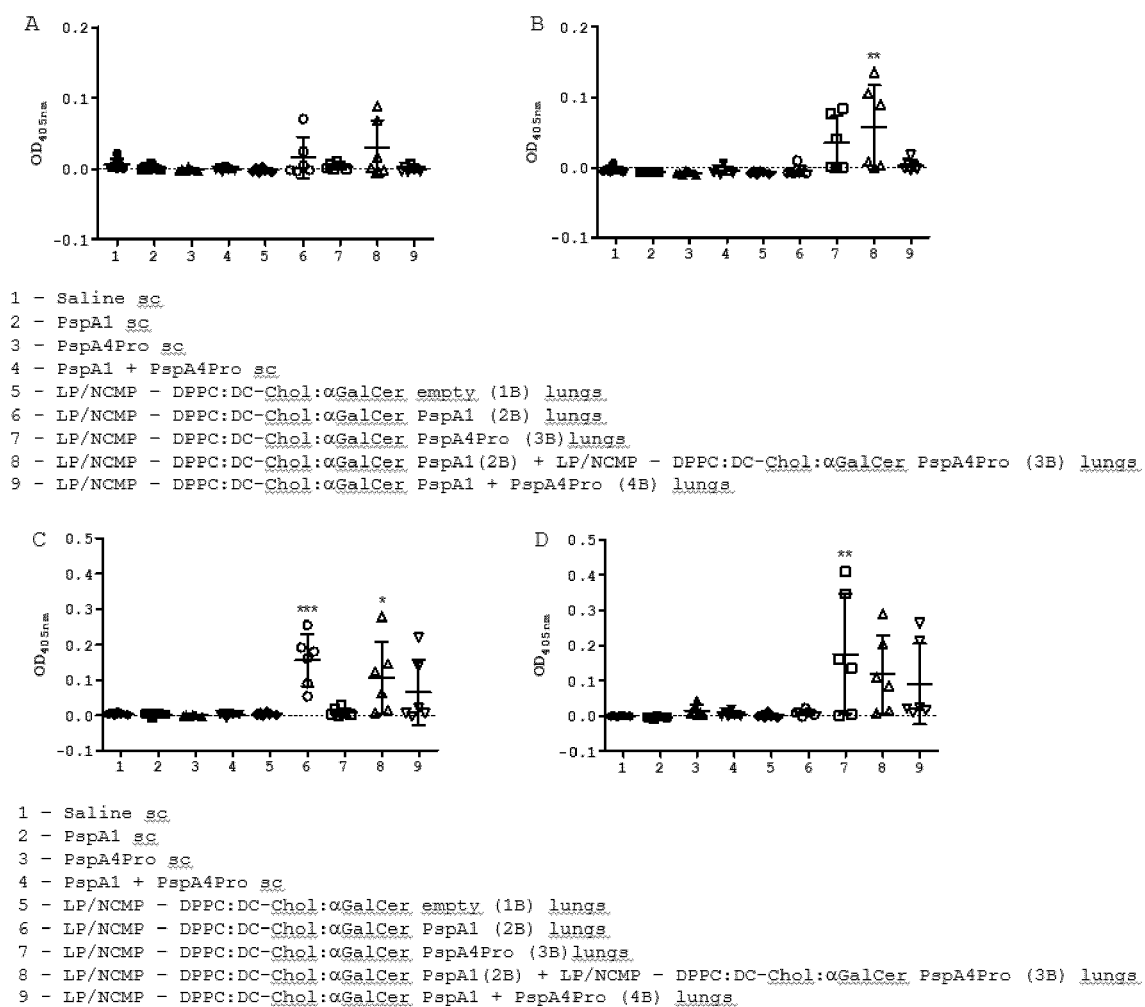 A
B
0.2
0.1
0.0
-0.1
OD405nm
1 2 3 4 5 6 7 8 9
0.2
0.1
0.0
-0.1
OD405nm
**
1 2 3 4 5 6 7 8 9
1 – Saline sc
2 – PspA1 sc
3 – PspA4Pro sc
4 – PspA1 + PspA4Pro sc
5 – LP/NCMP – DPPC:DC-Chol:αGalCer empty (1B) lungs
6 – LP/NCMP – DPPC:DC-Chol:αGalCer PspA1 (2B) lungs
7 – LP/NCMP – DPPC:DC-Chol:αGalCer PspA4Pro (3B)lungs
8 – LP/NCMP – DPPC:DC-Chol:αGalCer PspA1(2B) + LP/NCMP – DPPC:DC-Chol:αGalCer PspA4Pro (3B) lungs
9 – LP/NCMP – DPPC:DC-Chol:αGalCer PspA1 + PspA4Pro (4B) lungs
C
D
0.5
0.4
0.3
0.2
0.1
0.0
-0.1
OD405nm
*** *
1 2 3 4 5 6 7 8 9
0.5
0.4
0.3
0.2
0.1
0.0
-0.1
OD405nm
**
1 2 3 4 5 6 7 8 9
1 – Saline sc
2 – PspA1 sc
3 – PspA4Pro sc
4 – PspA1 + PspA4Pro sc
5 – LP/NCMP – DPPC:DC-Chol:αGalCer empty (1B) lungs
6 – LP/NCMP – DPPC:DC-Chol:αGalCer PspA1 (2B) lungs
7 – LP/NCMP – DPPC:DC-Chol:αGalCer PspA4Pro (3B)lungs
8 – LP/NCMP – DPPC:DC-Chol:αGalCer PspA1(2B) + LP/NCMP – DPPC:DC-Chol:αGalCer PspA4Pro (3B) lungs
9 – LP/NCMP – DPPC:DC-Chol:αGalCer PspA1 + PspA4Pro (4B) lungs